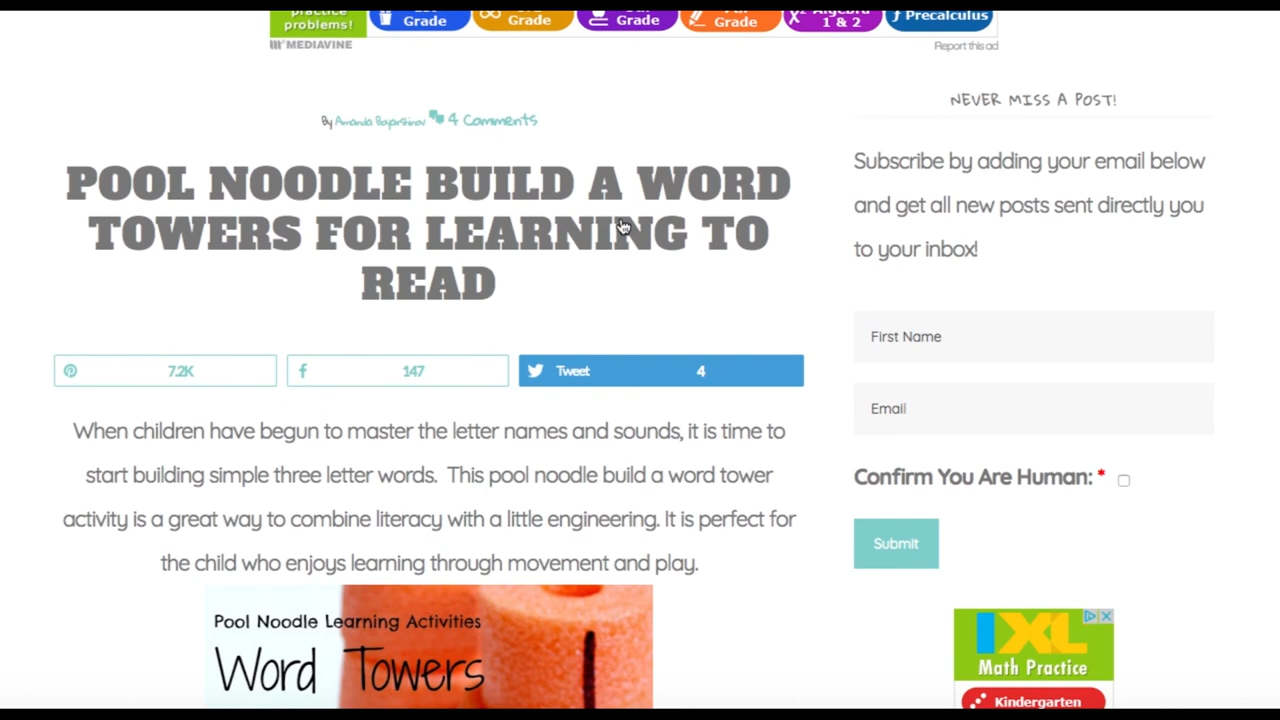 practice
problems!
1st
Grade
3rd
Grade
5th
Grade
7th
Grade
Algebra
1 & 2
Precalculus
MEDIAVINE
Report this ad
By Amanda Boyarshinov 4 Comments
POOL NOODLE BUILD A WORD
TOWERS FOR LEARNING TO
READ
7.2K
147
Tweet
4
When children have begun to master the letter names and sounds, it is time to
start building simple three letter words. This pool noodle build a word tower
activity is a great way to combine literacy with a little engineering. It is perfect for
the child who enjoys learning through movement and play.
Pool Noodle Learning Activities
Word Towers
NEVER MISS A POST!
Subscribe by adding your email below
and get all new posts sent directly you
to your inbox!
First Name
Email
Confirm You Are Human: *
Submit
IXL
Math Practice
Kindergarten